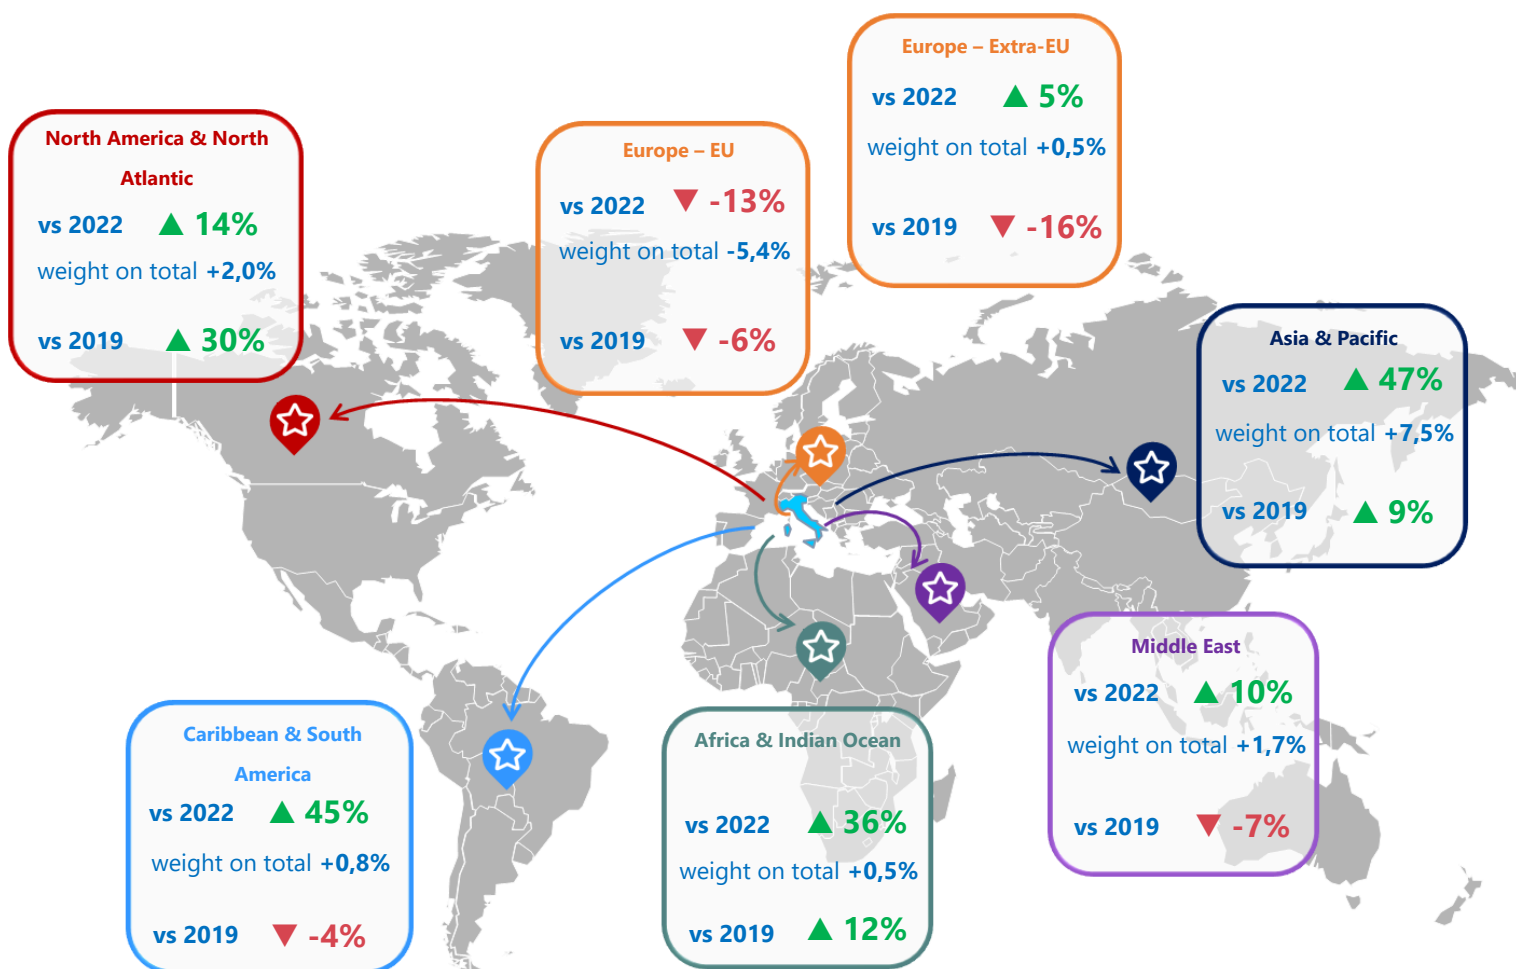 Europe – Extra-EU
vs 2022 ▲ 5%
weight on total +0,5%
vs 2019 ▼ -16%
North America & North
Atlantic
vs 2022 ▲ 14%
weight on total +2,0%
vs 2019 ▲ 30%
Europe – EU
vs 2022 ▼ -13%
weight on total -5,4%
vs 2019 ▼ -6%
Asia & Pacific
vs 2022 ▲ 47%
weight on total +7,5%
vs 2019 ▲ 9%
Middle East
vs 2022 ▲ 10%
weight on total +1,7%
vs 2019 ▼ -7%
Caribbean & South
America
vs 2022 ▲ 45%
weight on total +0,8%
vs 2019 ▼ -4%
Africa & Indian Ocean
vs 2022 ▲ 36%
weight on total +0,5%
vs 2019 ▲ 12%